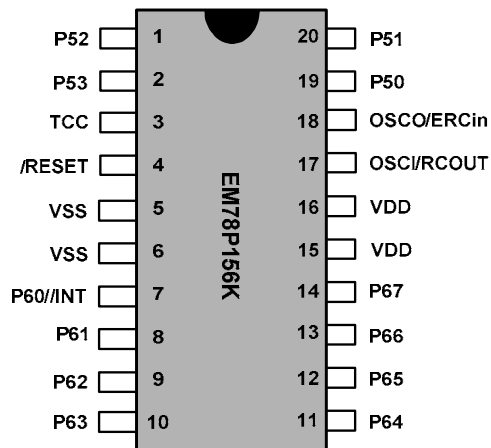 P52 1 20 P51
P53 2 19 P50
TCC 3 18 OSCO/ERCin
/RESET 4 17 OSCI/RCOUT
VSS 5 16 VDD
VSS 6 15 VDD
P60//INT 7 14 P67
P61 8 13 P66
P62 9 12 P65
P63 10 11 P64
EM78P156K